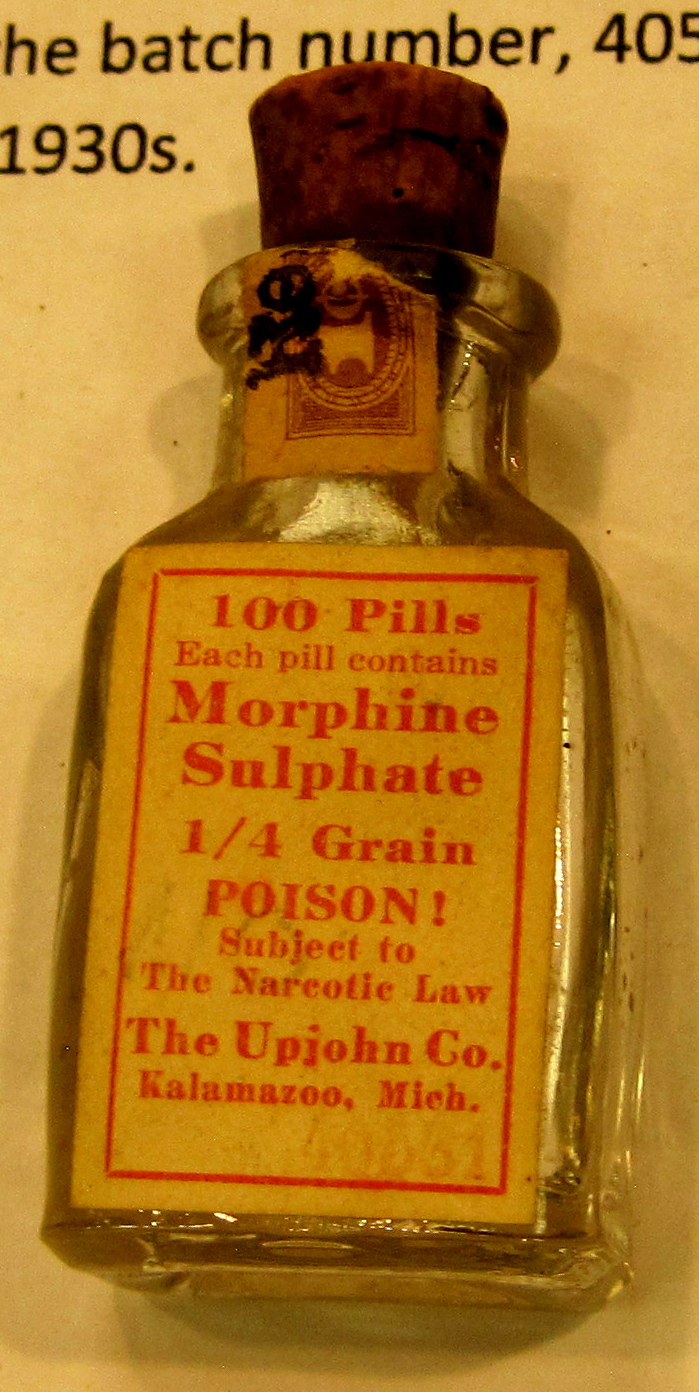 the batch number, 405
1930s.
100 Pills
Each pill contains
Morphine
Sulphate
1/4 Grain
POISON!
Subject to
The Narcotic Law
The Upjohn Co.
Kalamazoo, Mich.